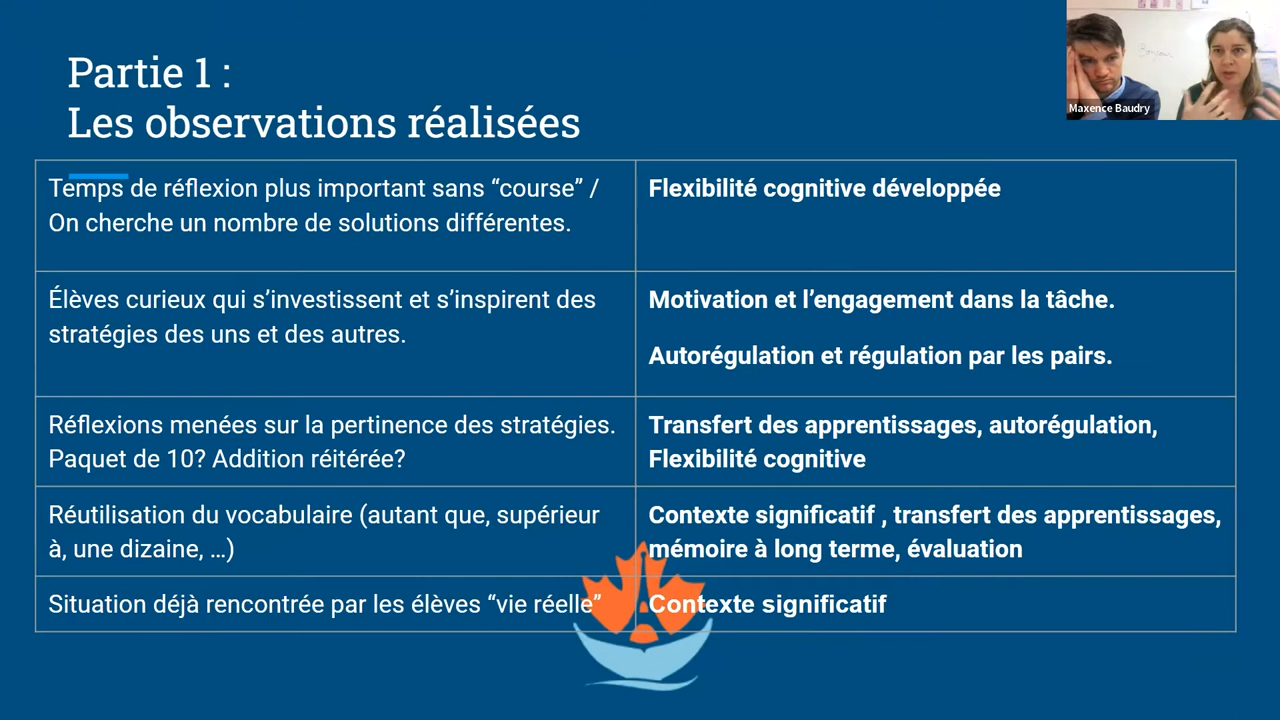 Partie 1 :
Les observations réalisées
Temps de réflexion plus important sans “course” /
On cherche un nombre de solutions différentes.
Flexibilité cognitive développée
Élèves curieux qui s’investissent et s’inspirent des
stratégies des uns et des autres.
Motivation et l’engagement dans la tâche.
Autorégulation et régulation par les pairs.
Réflexions menées sur la pertinence des stratégies.
Paquet de 10? Addition réitérée?
Transfert des apprentissages, autorégulation,
Flexibilité cognitive
Réutilisation du vocabulaire (autant que, supérieur
à, une dizaine, ...)
Contexte significatif , transfert des apprentissages,
mémoire à long terme, évaluation
Situation déjà rencontrée par les élèves “vie réelle”
Contexte significatif
Bonjour
Maxence Baudry